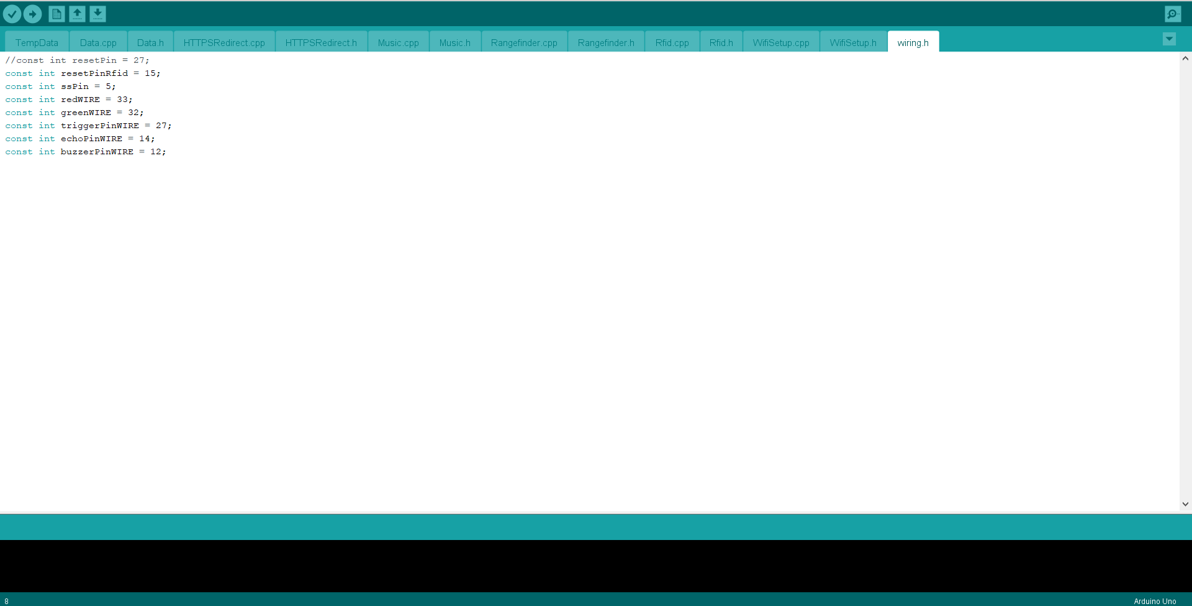 TempData Data.cpp Data.h HTTPSRedirect.cpp HTTPSRedirect.h Music.cpp Music.h Rangefinder.cpp Rangefinder.h Rfid.cpp Rfid.h WifiSetup.cpp WifiSetup.h wiring.h
//const int resetPin = 27;
const int resetPinRfid = 15;
const int ssPin = 5;
const int redWIRE = 33;
const int greenWIRE = 32;
const int triggerPinWIRE = 27;
const int echoPinWIRE = 14;
const int buzzerPinWIRE = 12;
8 Arduino Uno